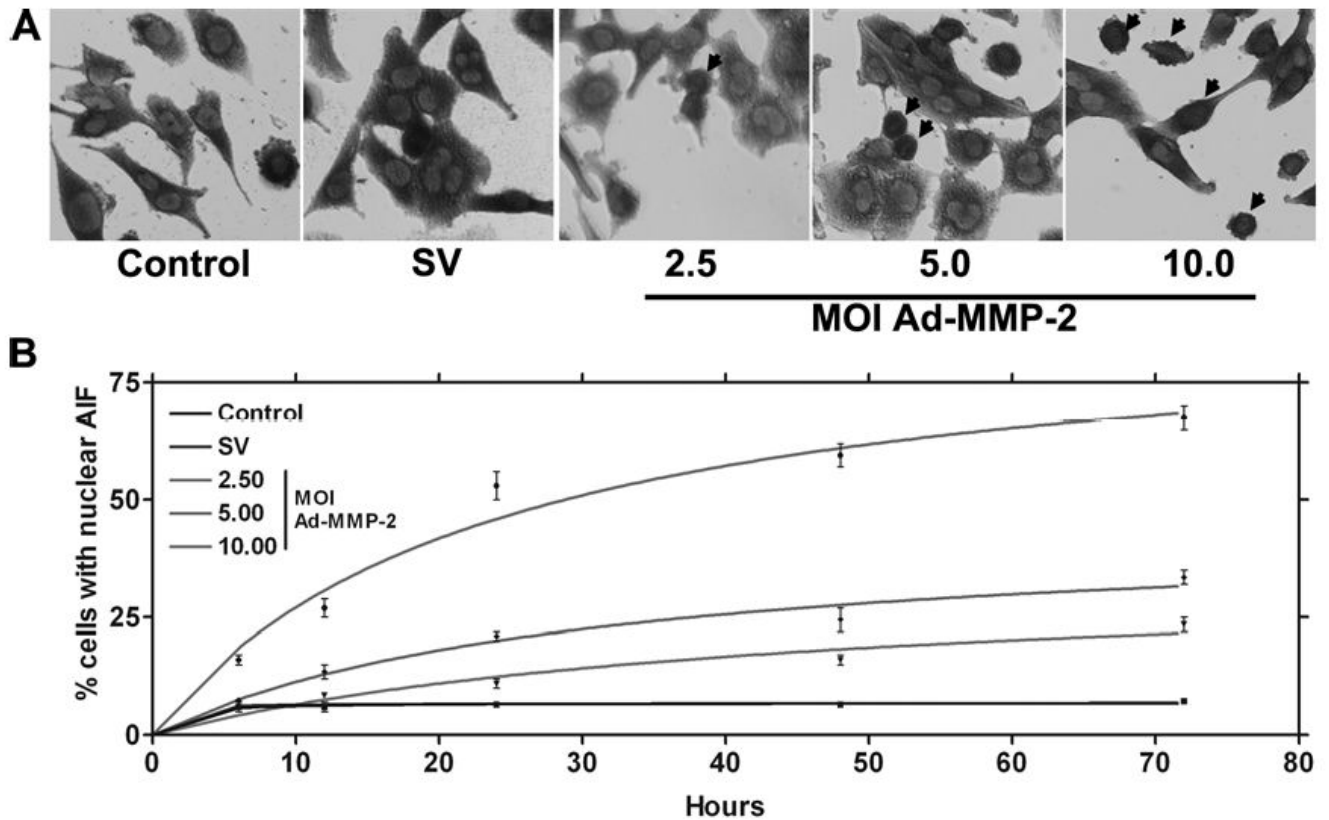 A
Control SV 2.5 5.0 10.0
MOI Ad-MMP-2
B
% cells with nuclear AIF
75
50
25
0
Control
SV
2.50
5.00
10.00
MOI
Ad-MMP-2
0 10 20 30 40 50 60 70 80
Hours